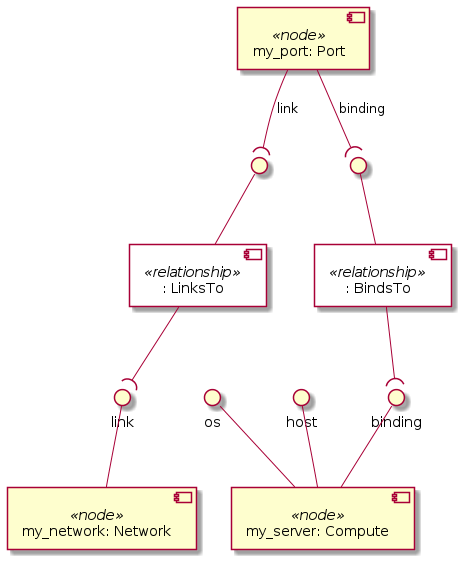 «node»
my_port: Port
link
binding
«relationship»
: LinksTo
«relationship»
: BindsTo
link
os
host
binding
«node»
my_network: Network
«node»
my_server: Compute